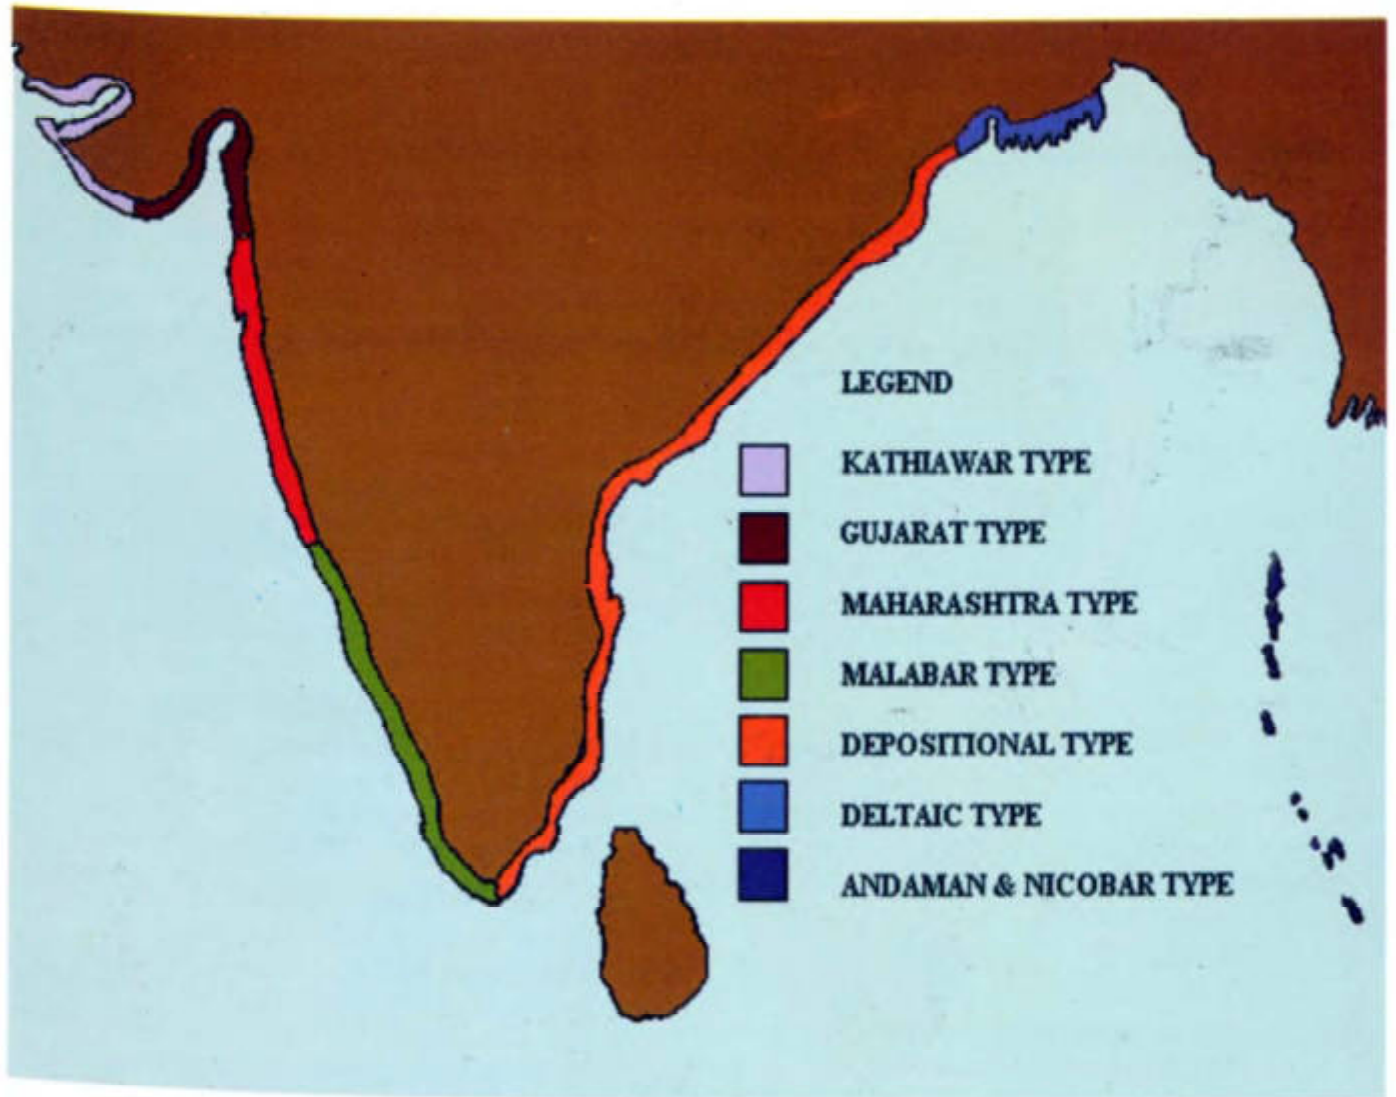 LEGEND
KATHIAWAR TYPE
GUJARAT TYPE
MAHARASHTRA TYPE
MALABAR TYPE
DEPOSITIONAL TYPE
DELTAIC TYPE
ANDAMAN & NICOBAR TYPE